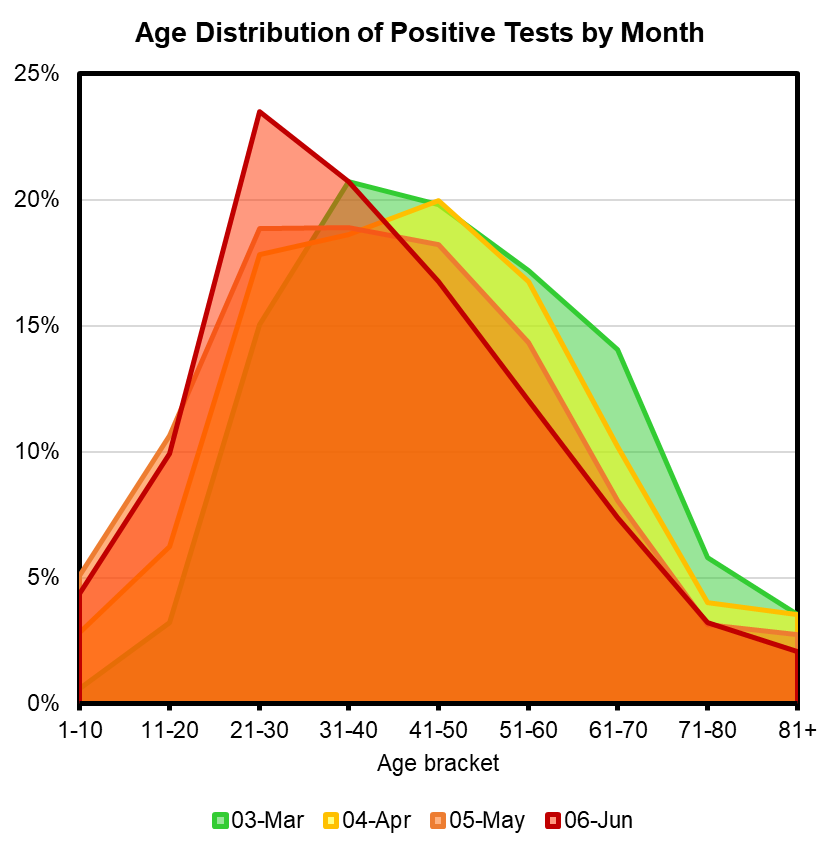 Age Distribution of Positive Tests by Month
25%
20%
15%
10%
5%
0%
1-10 11-20 21-30 31-40 41-50 51-60 61-70 71-80 81+
Age bracket
03-Mar 04-Apr 05-May 06-Jun